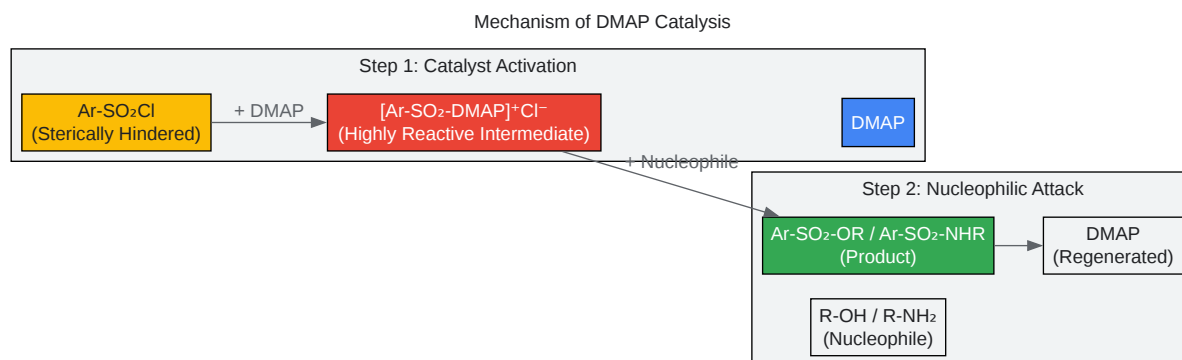 Mechanism of DMAP Catalysis
Step 1: Catalyst Activation
Ar-SO₂Cl
(Sterically Hindered)
+ DMAP
[Ar-SO₂-DMAP]⁺Cl⁻
(Highly Reactive Intermediate)
DMAP
+ Nucleophile
Step 2: Nucleophilic Attack
Ar-SO₂-OR / Ar-SO₂-NHR
(Product)
DMAP
(Regenerated)
R-OH / R-NH₂
(Nucleophile)